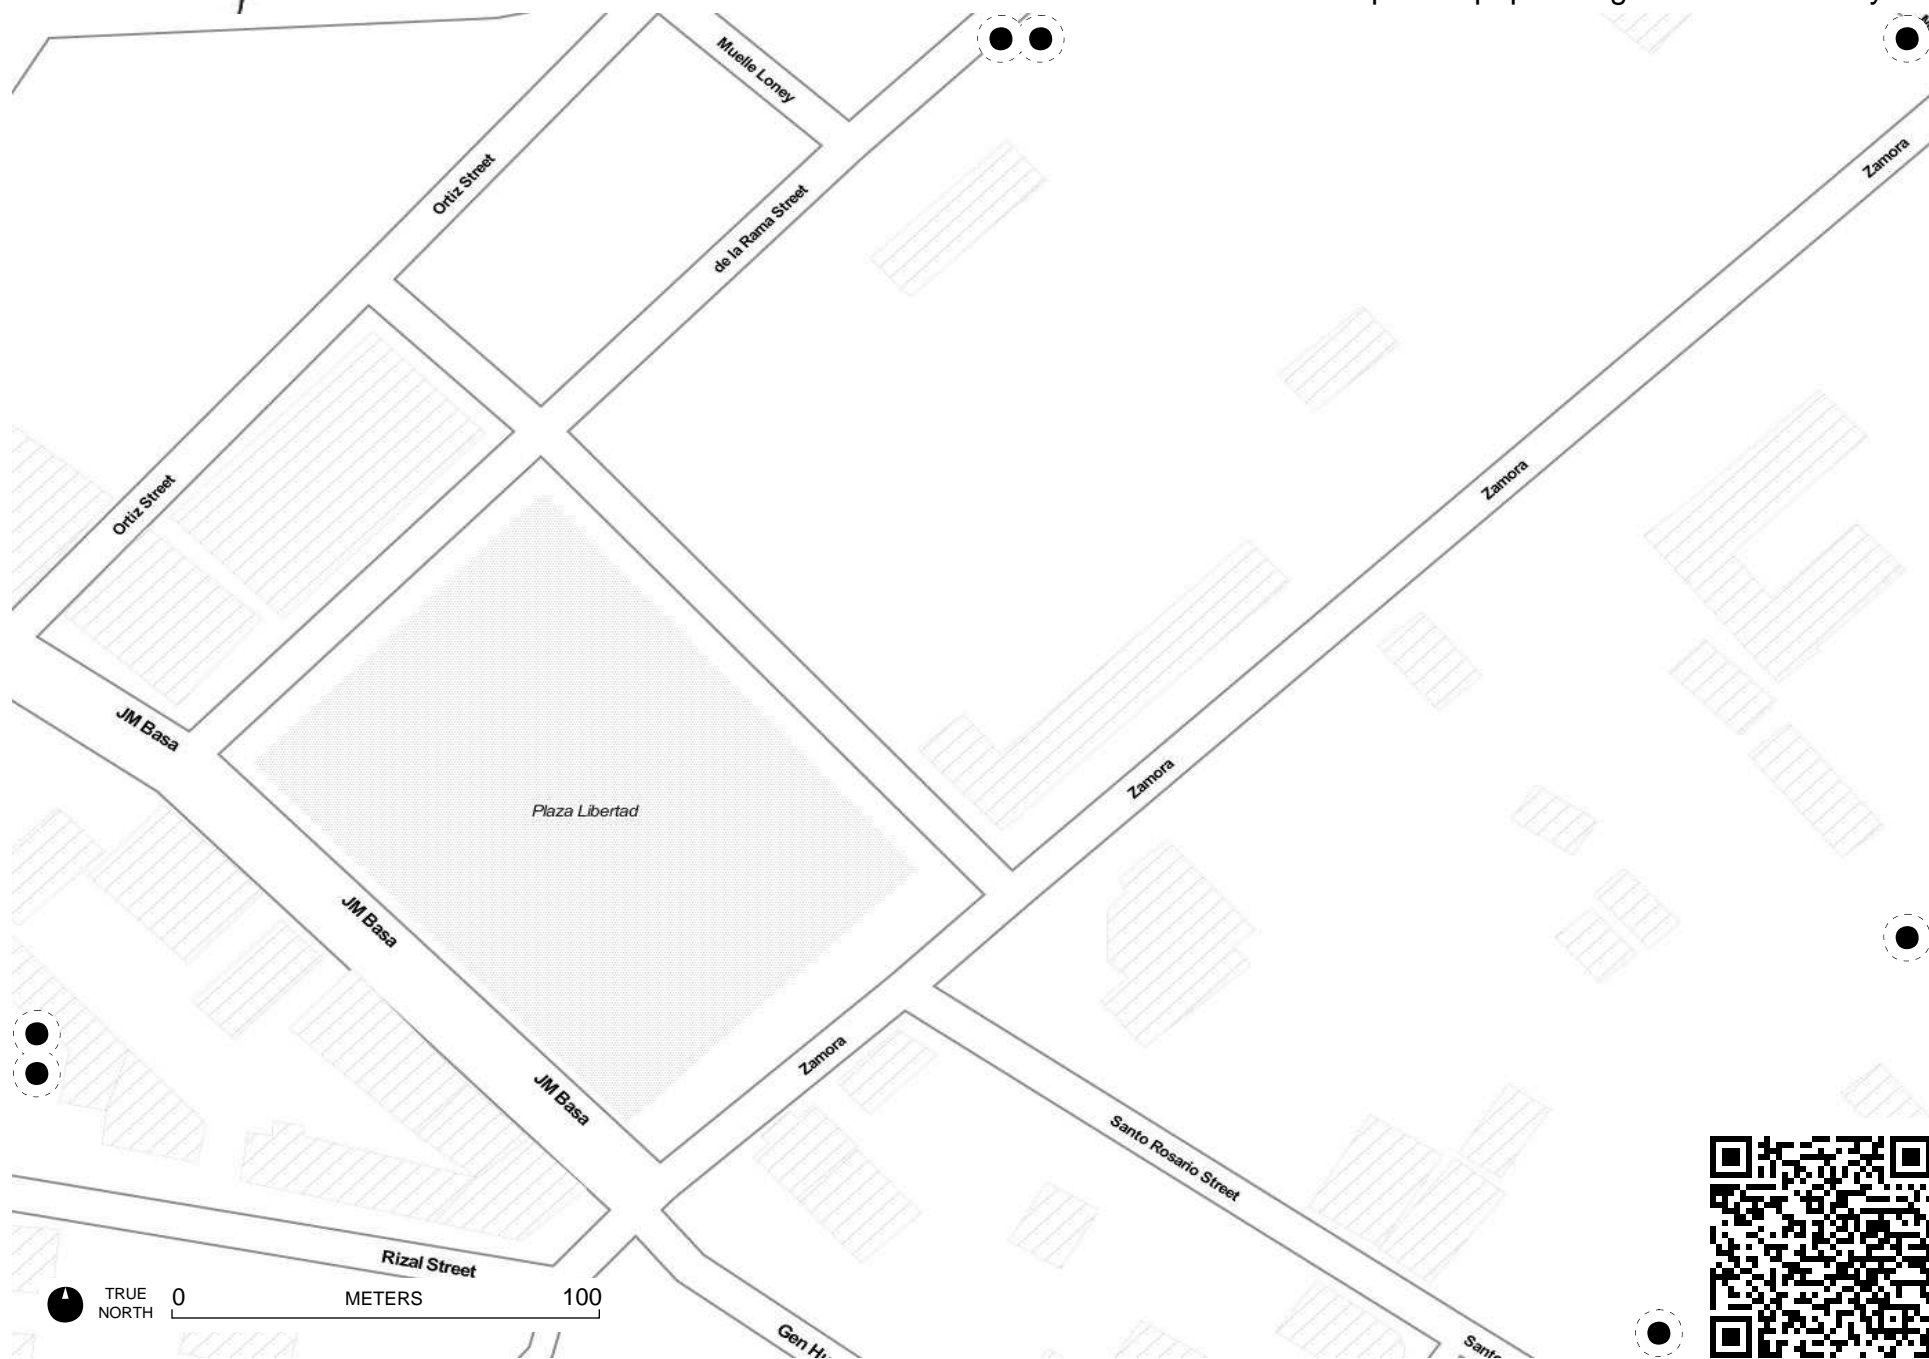 Muelle Loney
Zamora
Ortiz Street
de la Rama Street
Zamora
Ortiz Street
JM Basa
Zamora
Plaza Libertad
JM Basa
Zamora
JM Basa
Santo Rosario Street
Rizal Street
TRUE
NORTH
0 METERS 100